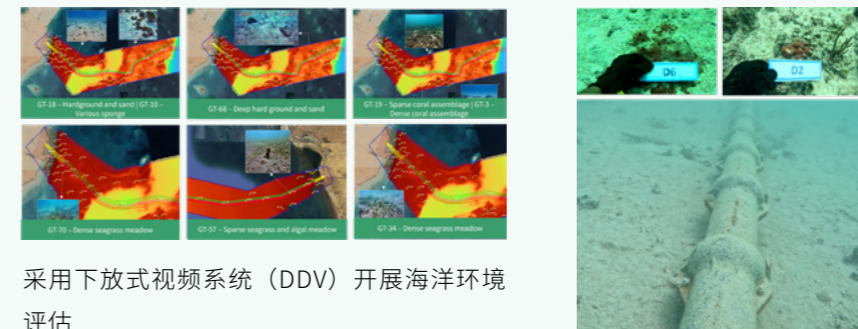 GT-18 – Hardground and sand | GT-10 –
Various sponge
GT-68 – Deep hard ground and sand
GT-19 – Sparse coral assemblage | GT-3 –
Dense coral assemblage
GT-70 – Dense seagrass meadow
GT-57 – Sparse seagrass and algal meadow
GT-34 – Dense seagrass meadow
D6
D2
采用下放式视频系统（DDV）开展海洋环境
评估